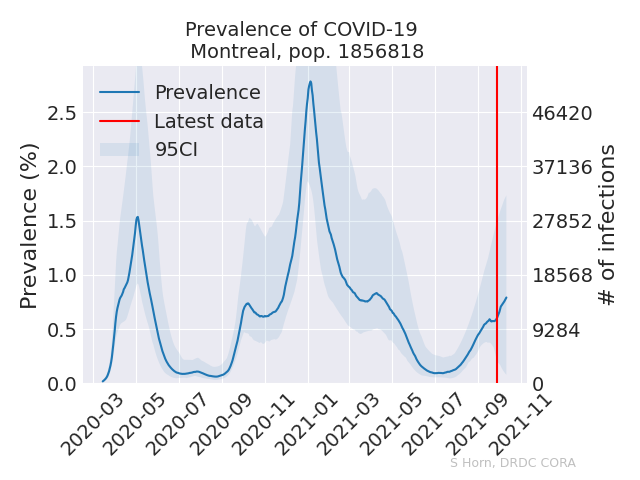 Prevalence of COVID-19
Montreal, pop. 1856818
Prevalence
Latest data
95CI
Prevalence (%)
2.5
2.0
1.5
1.0
0.5
0.0
46420
37136
27852
18568
9284
0
# of infections
2020-03
2020-05
2020-07
2020-09
2020-11
2021-01
2021-03
2021-05
2021-07
2021-09
2021-11
S Horn, DRDC CORA